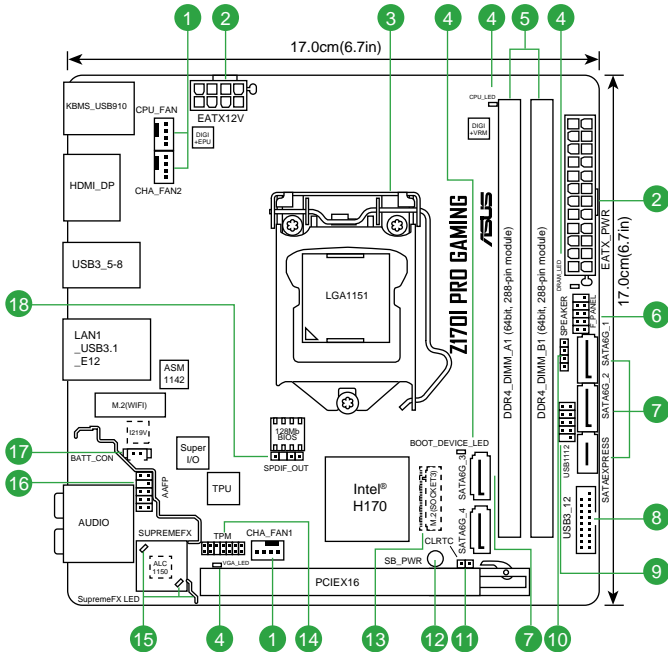 1
2
3
4
4
5
4
17.0cm(6.7in)
KBMS_USB910
CPU_FAN
EATX12V
DIGI
+EPU
CHA_FAN2
CPU_LED
DIGI
+VRM
HDMI_DP
2
EATX_PWR
17.0cm(6.7in)
USB3_5-8
LGA1151
Z170I PRO GAMING
ASUS
DDR4_DIMM_A1 (64bit, 288-pin module)
DDR4_DIMM_B1 (64bit, 288-pin module)
DRAM_LED
SPEAKER
F_PANEL
6
18
LAN1
_USB3.1
_E12
ASM
1142
SATA6G_1
SATA6G_2
7
M.2(WIFI)
I219V
17
BATT_CON
Super
I/O
128Mb
BIOS
SPDIF_OUT
BOOT_DEVICE_LED
USB1112
SATAEXPRESS
16
AAFP
TPU
Intel®
H170
M.2(SOCKET3)
SATA6G_3
SATA6G_4
USB3_12
8
AUDIO
SUPREMEFX
TPM
CHA_FAN1
CLRTC
SB_PWR
ALC
1150
VGA_LED
PCIEX16
9
SupremeFX LED
15
4
1
14
13
12
11
7
10